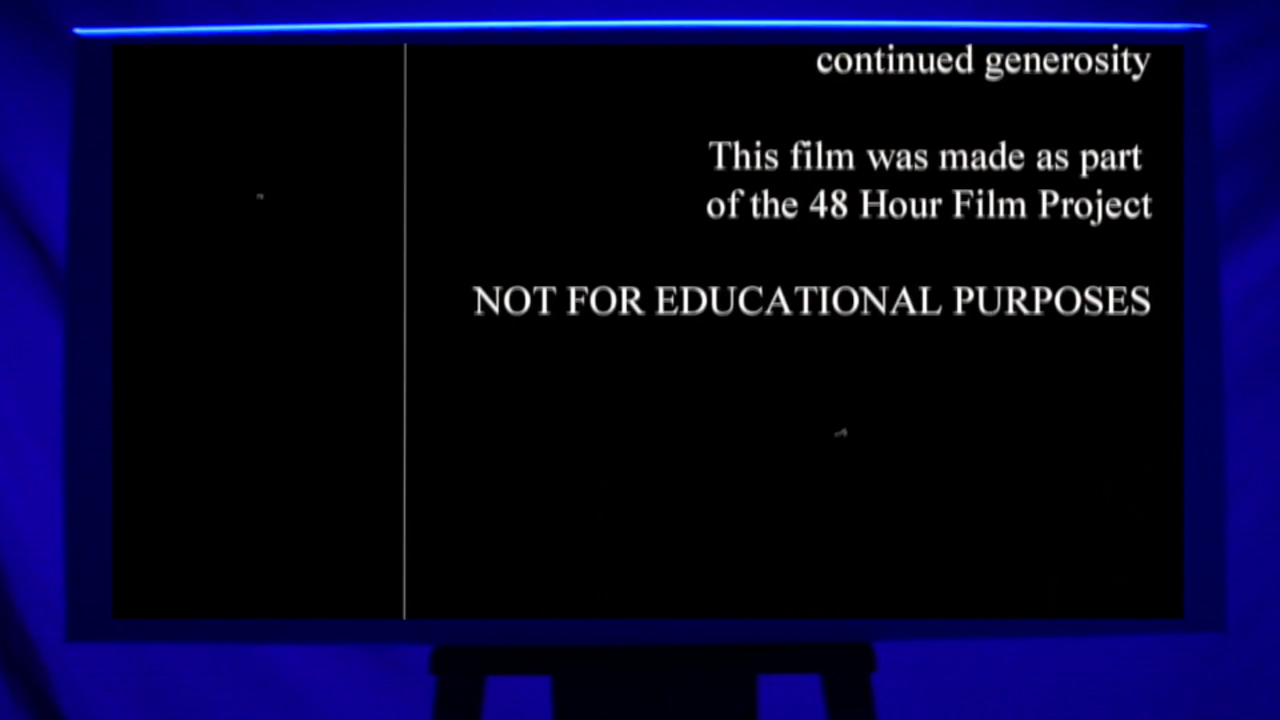 continued generosity
This film was made as part
of the 48 Hour Film Project
NOT FOR EDUCATIONAL PURPOSES